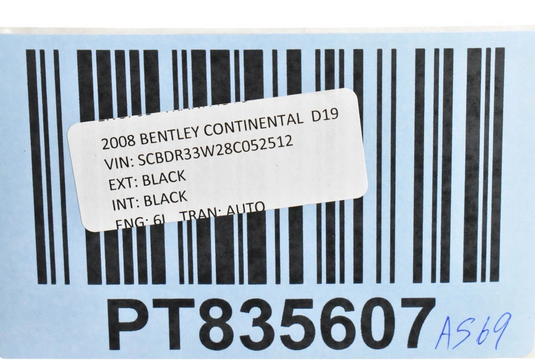 2008 BENTLEY CONTINENTAL D19
VIN: SCBDR33W28C052512
EXT: BLACK
INT: BLACK
ENG: 6L TRAN: AUTO
PT835607 AS69